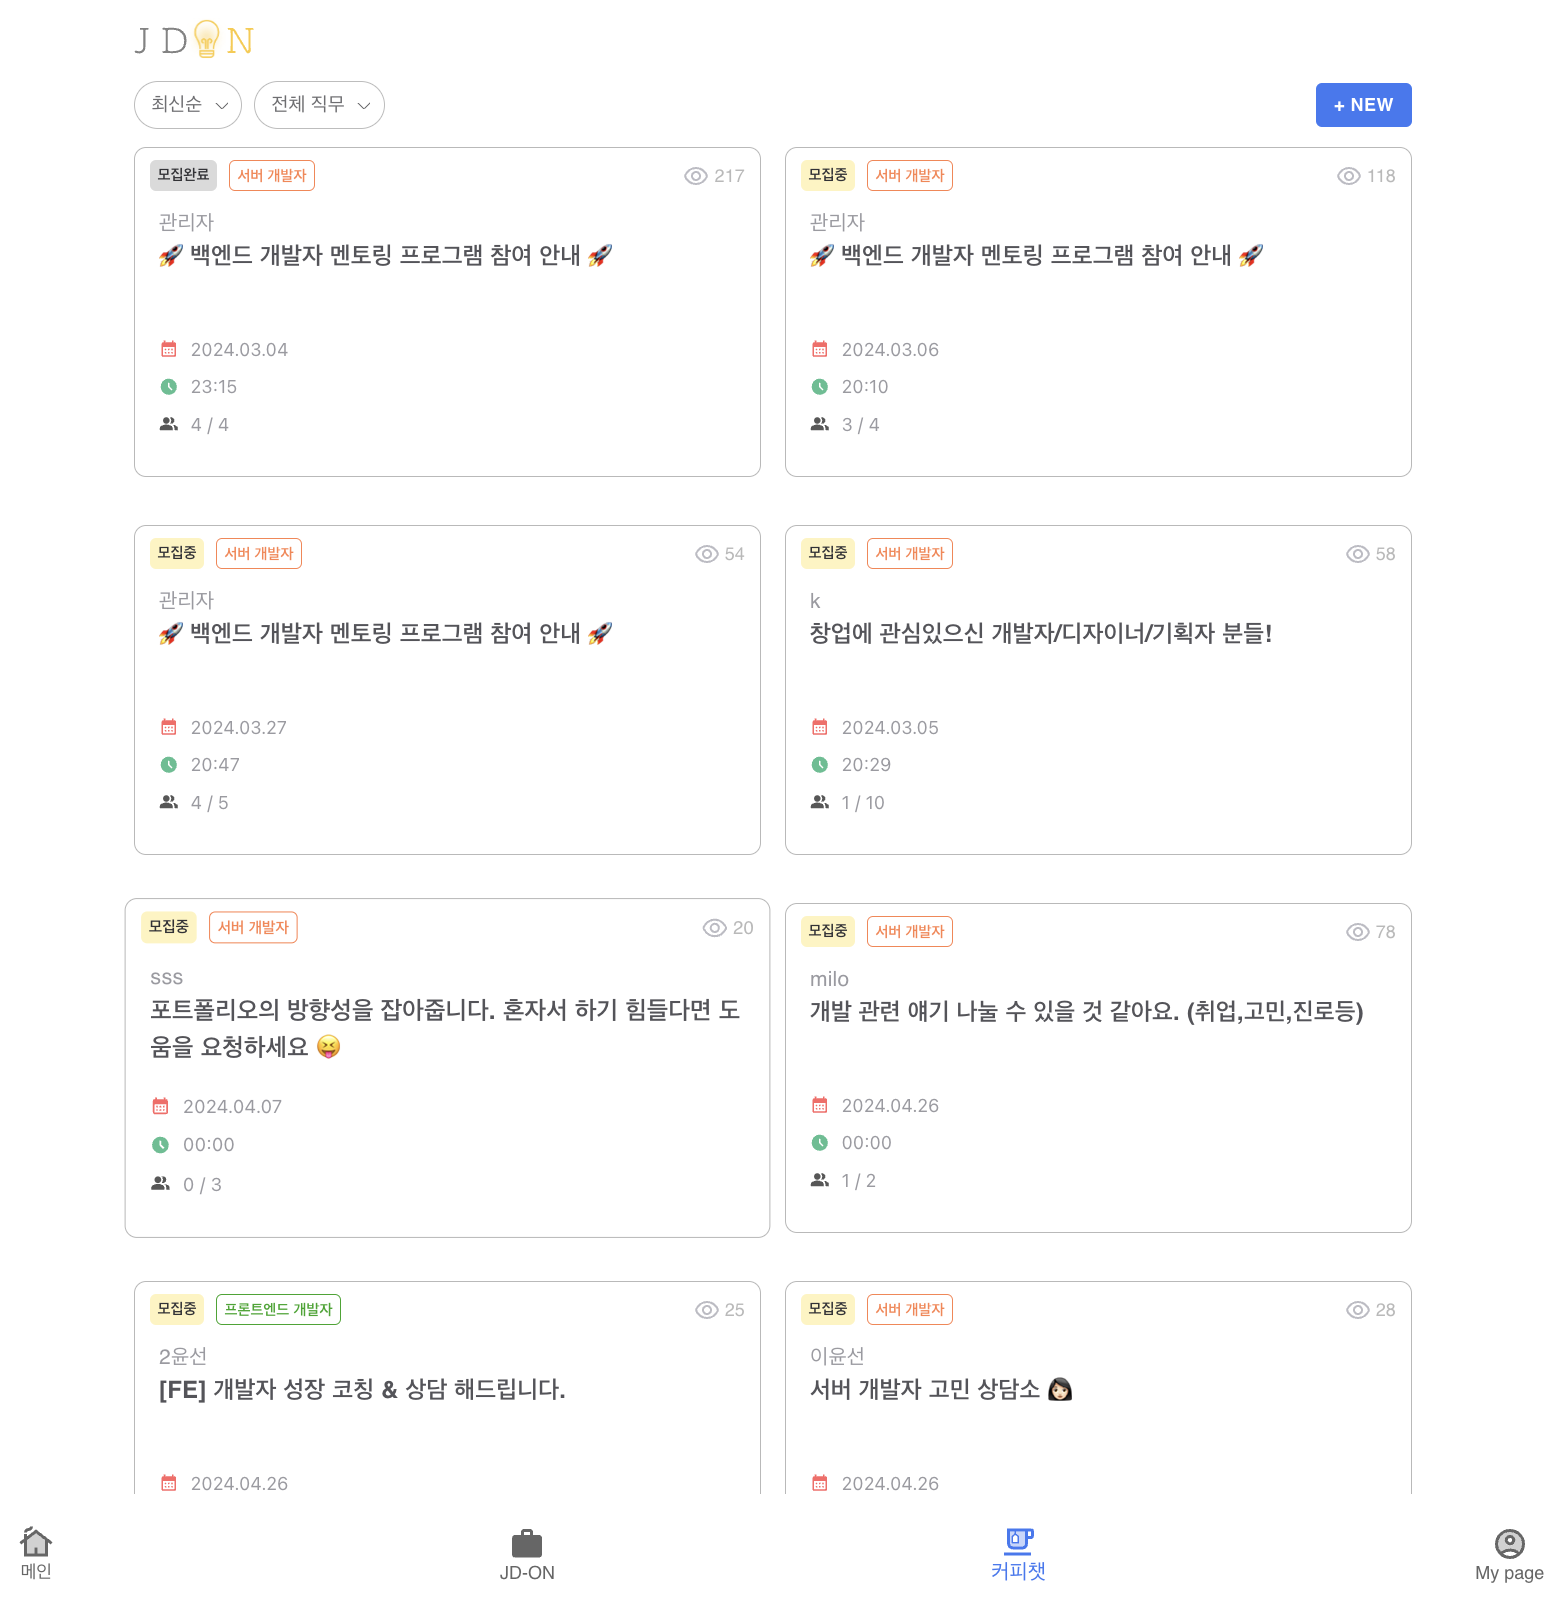 JDON
최신순
전체 직무
+ NEW
모집완료
서버 개발자
217
관리자
🚀 백엔드 개발자 멘토링 프로그램 참여 안내 🚀
2024.03.04
23:15
4 / 4
모집중
서버 개발자
118
관리자
🚀 백엔드 개발자 멘토링 프로그램 참여 안내 🚀
2024.03.06
20:10
3 / 4
모집중
서버 개발자
54
관리자
🚀 백엔드 개발자 멘토링 프로그램 참여 안내 🚀
2024.03.27
20:47
4 / 5
모집중
서버 개발자
58
k
창업에 관심있으신 개발자/디자이너/기획자 분들!
2024.03.05
20:29
1 / 10
모집중
서버 개발자
20
sss
포트폴리오의 방향성을 잡아줍니다. 혼자서 하기 힘들다면 도
움을 요청하세요 😝
2024.04.07
00:00
0 / 3
모집중
서버 개발자
78
milo
개발 관련 얘기 나눌 수 있을 것 같아요. (취업,고민,진로등)
2024.04.26
00:00
1 / 2
모집중
프론트엔드 개발자
25
2윤선
[FE] 개발자 성장 코칭 & 상담 해드립니다.
2024.04.26
모집중
서버 개발자
28
이윤선
서버 개발자 고민 상담소 👩🏻
2024.04.26
메인
JD-ON
커피챗
My page